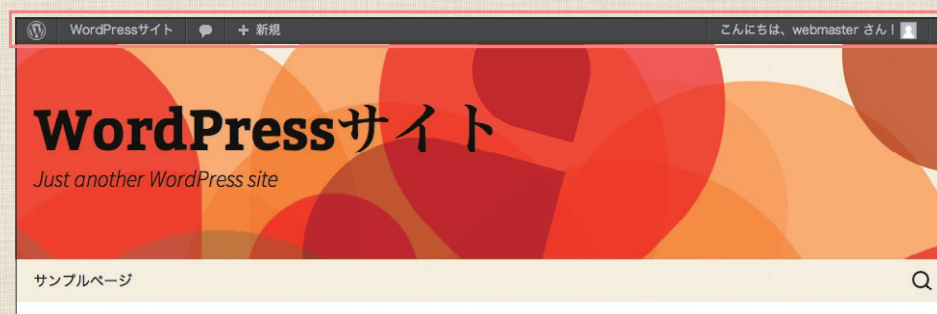 WordPressサイト
新規
こんにちは、webmaster さん！
WordPressサイト
Just another WordPress site
サンプルページ